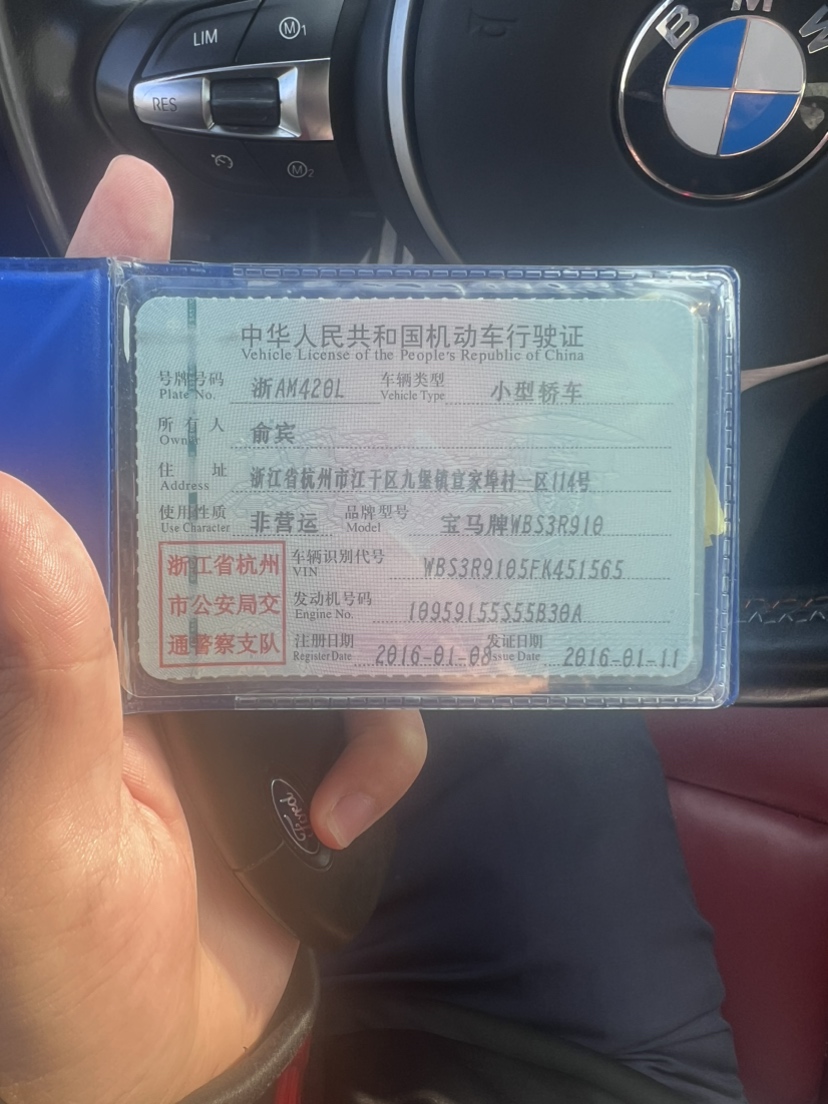 LIM
M1
RES
M2
BMW
中华人民共和国机动车行驶证
Vehicle License of the People's Republic of China
号牌号码 浙AM420L 车辆类型 小型轿车
Plate No. Vehicle Type
所有人 俞宾
Owner
住址 浙江省杭州市江干区九堡镇宣家埠村一区114号
Address
使用性质 非营运 品牌型号 宝马牌WBS3R910
Use Character Model
浙江省杭州
市公安局交
通警察支队
车辆识别代号 WBS3R9105FK451565
VIN
发动机号码 10959155S55B30A
Engine No.
注册日期 2016-01-08 发证日期 2016-01-11
Register Date Issue Date
Ford